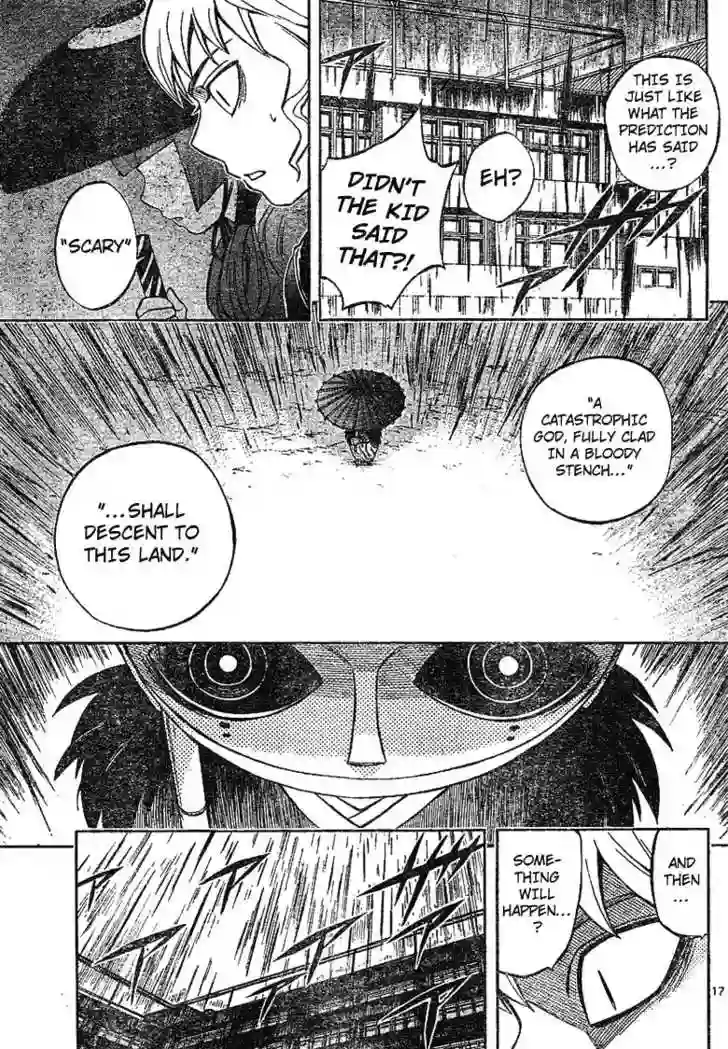 THIS IS
JUST LIKE
WHAT THE
PREDICTION
HAS SAID
...?
EH?
DIDN'T
THE KID
SAID
THAT?!
"SCARY"
"A
CATASTROPHIC
GOD, FULLY CLAD
IN A BLOODY
STENCH..."
"...SHALL
DESCENT TO
THIS LAND."
AND
THEN
...
SOME-
THING
WILL
HAPPEN...
?
17